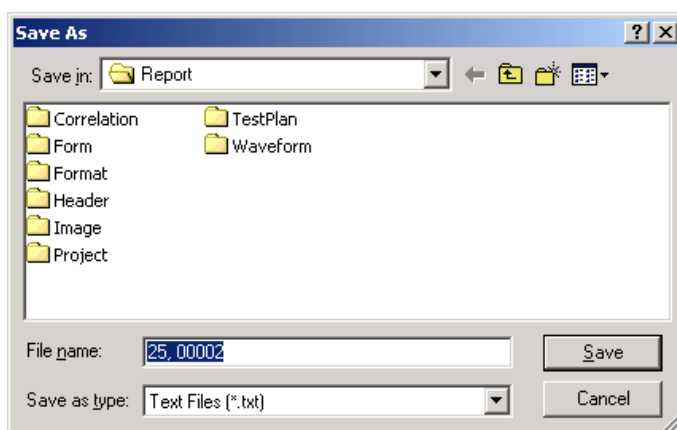 Save As
Save in: Report
Correlation TestPlan
Form Waveform
Format
Header
Image
Project
File name: 25, 00002 Save
Save as type: Text Files (*.txt) Cancel